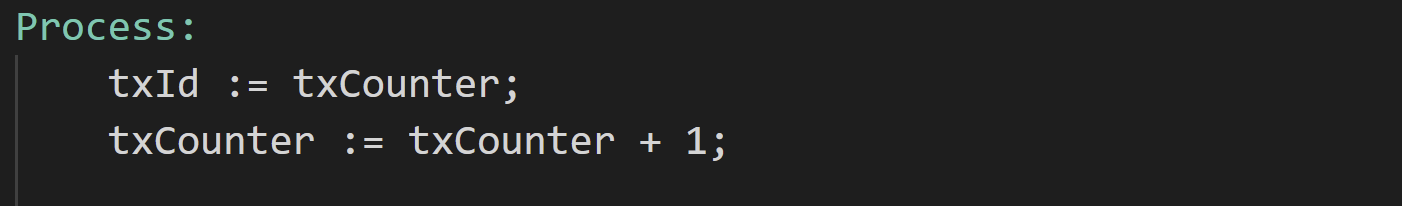 Process:
    txId := txCounter;
    txCounter := txCounter + 1;